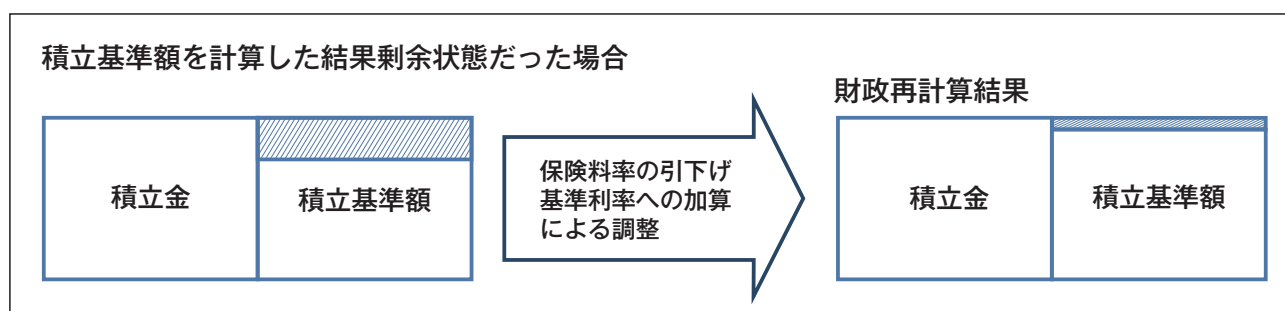 積立基準額を計算した結果剰余状態だった場合
財政再計算結果
積立金
積立基準額
保険料率の引下げ
基準利率への加算
による調整
積立金
積立基準額